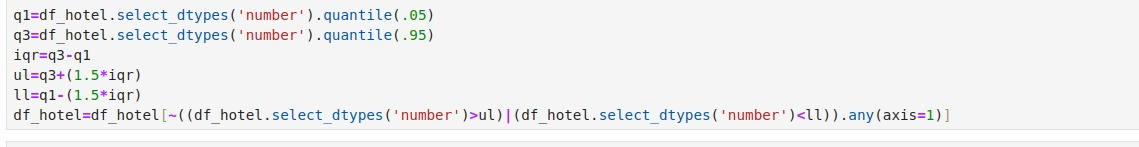 q1=df_hotel.select_dtypes('number').quantile(.05)
q3=df_hotel.select_dtypes('number').quantile(.95)
iqr=q3-q1
ul=q3+(1.5*iqr)
ll=q1-(1.5*iqr)
df_hotel=df_hotel[~((df_hotel.select_dtypes('number')>ul)|(df_hotel.select_dtypes('number')<ll)).any(axis=1)]